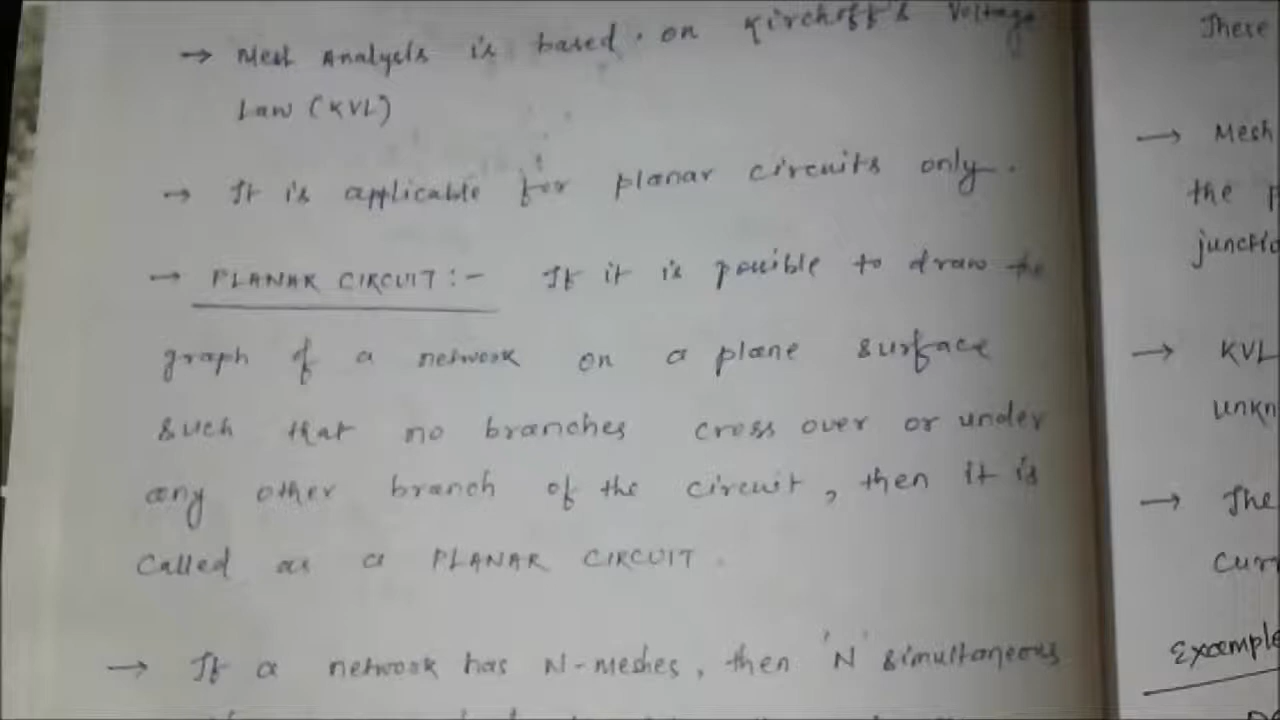 → Mesh Analysis is based on Kirchoff's Voltage
Law (KVL)
→ It is applicable for planar circuits only.
→ PLANAR CIRCUIT :- If it is possible to draw the
graph of a network on a plane surface
such that no branches cross over or under
any other branch of the circuit, then it is
called as a PLANAR CIRCUIT.
→ If a network has N-meshes, then 'N' simultaneous
There
→ Mesh
the
→ KVL
→ The
Example